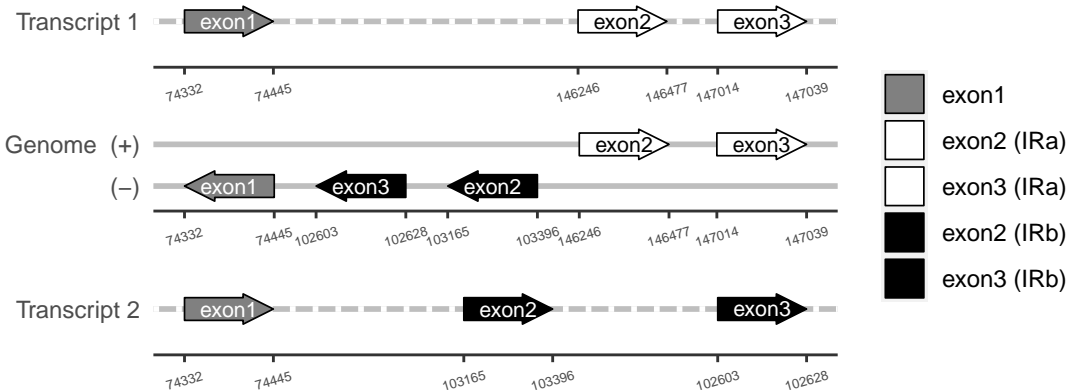 Transcript 1 exon1 exon2 exon3
74332 74445 146246 146477 147014 147039
Genome (+) exon2 exon3
(−) exon1 exon3 exon2
74332 74445 102603 102628 103165 103396 146246 146477 147014 147039
Transcript 2 exon1 exon2 exon3
74332 74445 103165 103396 102603 102628
exon1
exon2 (IRa)
exon3 (IRa)
exon2 (IRb)
exon3 (IRb)